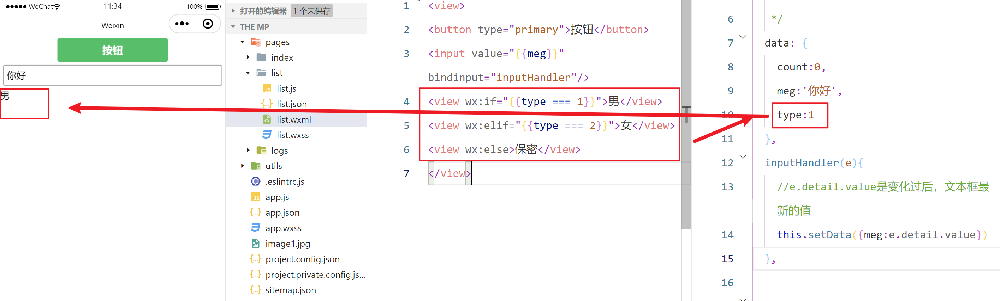 WeChat
11:34
100%
Weixin
按钮
你好
男
打开的编辑器 1 个未保存
THE MP
pages
index
list
JS list.js
{..} list.json
list.wxml
list.wxss
logs
utils
.eslintrc.js
JS app.js
{..} app.json
app.wxss
image1.jpg
{..} project.config.json
{..} project.private.config.js...
{..} sitemap.json
1 <view>
2 <button type="primary">按钮</button>
3 <input value="{{meg}}"
bindinput="inputHandler"/>
4 <view wx:if="{{type === 1}}">男</view>
5 <view wx:elif="{{type === 2}}">女</view>
6 <view wx:else>保密</view>
7 </view>
6 */
7 data: {
8 count:0,
9 meg:'你好',
10 type:1
11 },
12 inputHandler(e){
13 //e.detail.value是变化过后，文本框最
新的值
14 this.setData({meg:e.detail.value})
15 },
16